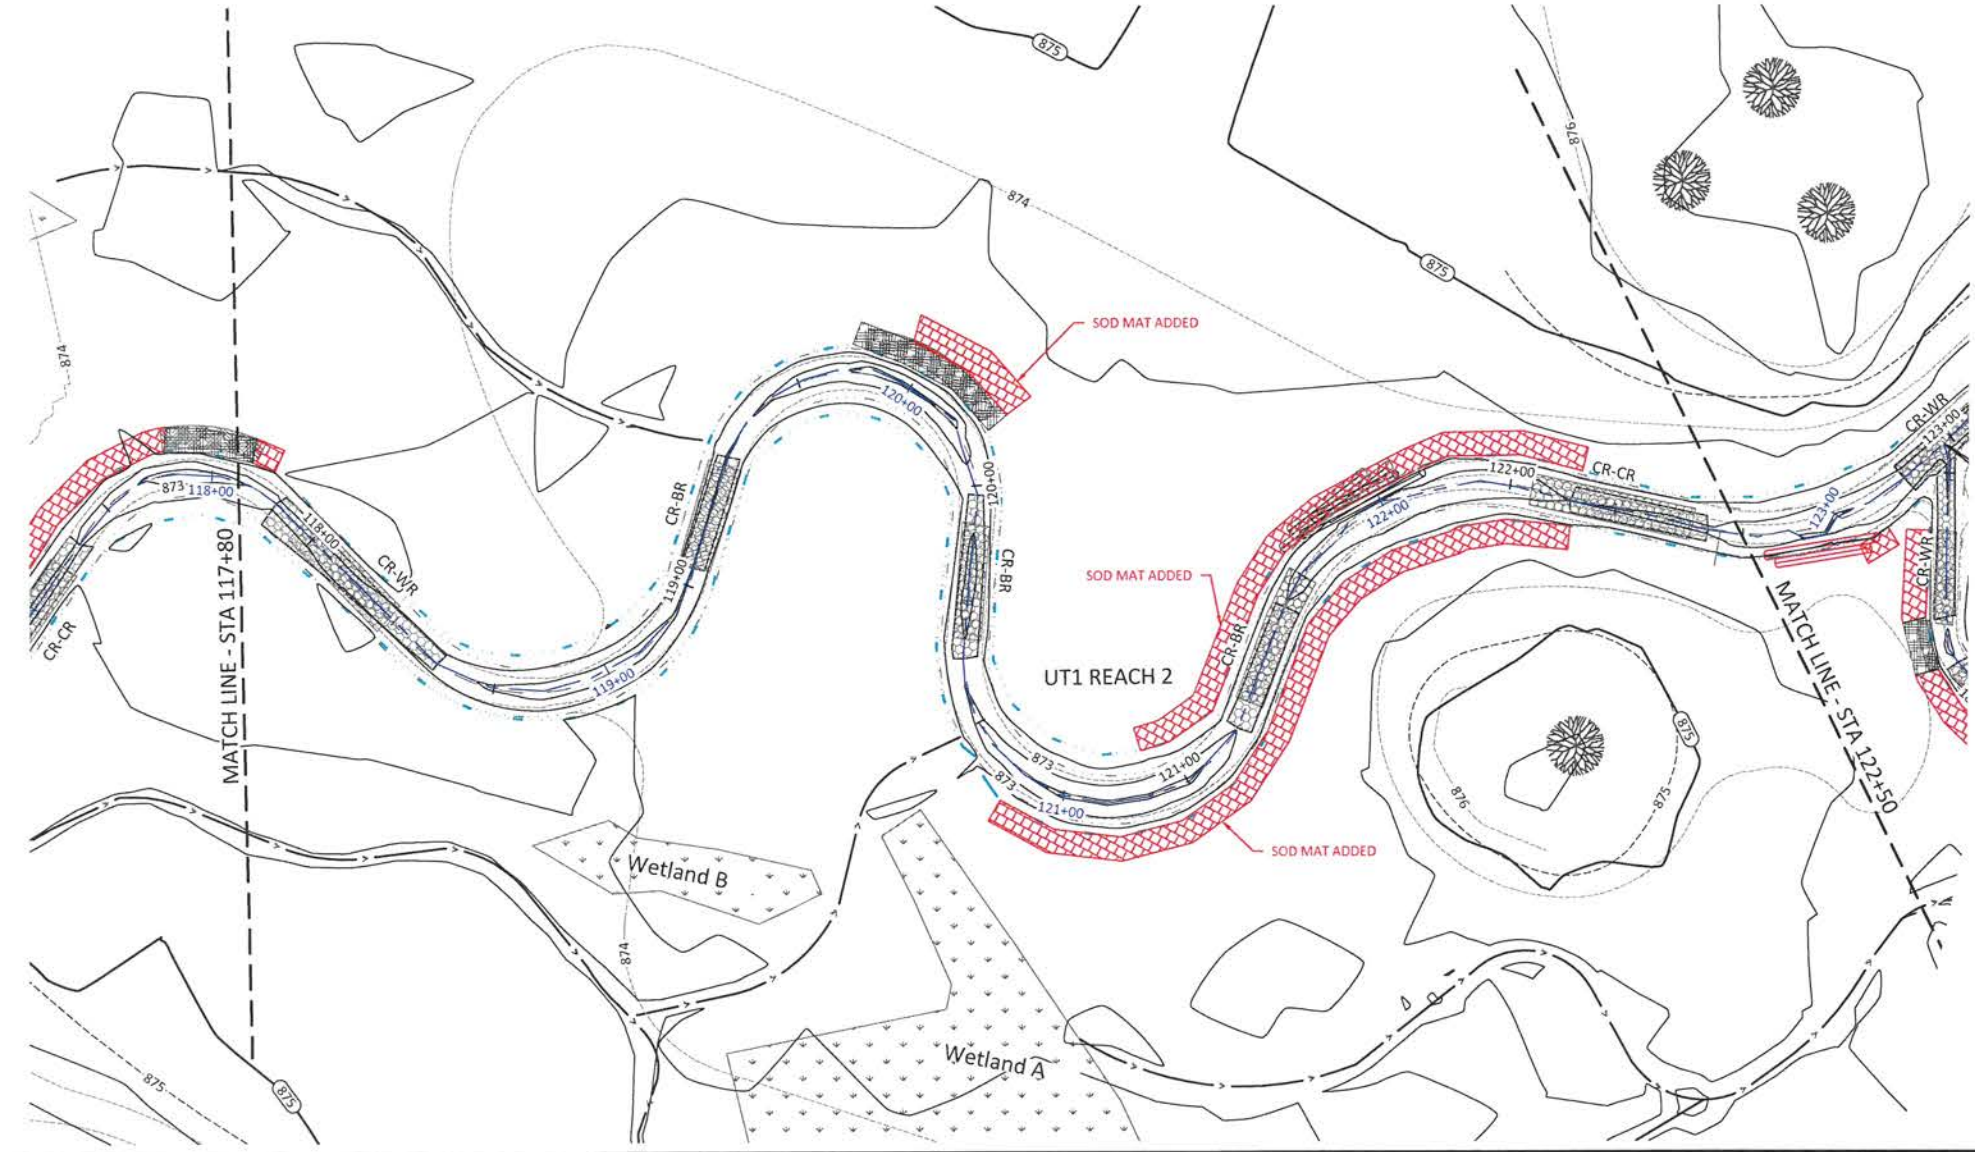 875
876
874
875
SOD MAT ADDED
874
120+00
CR-WR
123+00
873
118+00
CR-BR
121+00
122+00
CR-CR
118+00
122+00
123+00
CR-WR
CR-BR
CR-WR
SOD MAT ADDED
119+00
CR-CR
CR-BR
MATCH LINE - STA 117+80
UT1 REACH 2
119+00
MATCH LINE - STA 122+50
875
873
121+00
873
121+00
876
875
SOD MAT ADDED
Wetland B
874
Wetland A
875
875